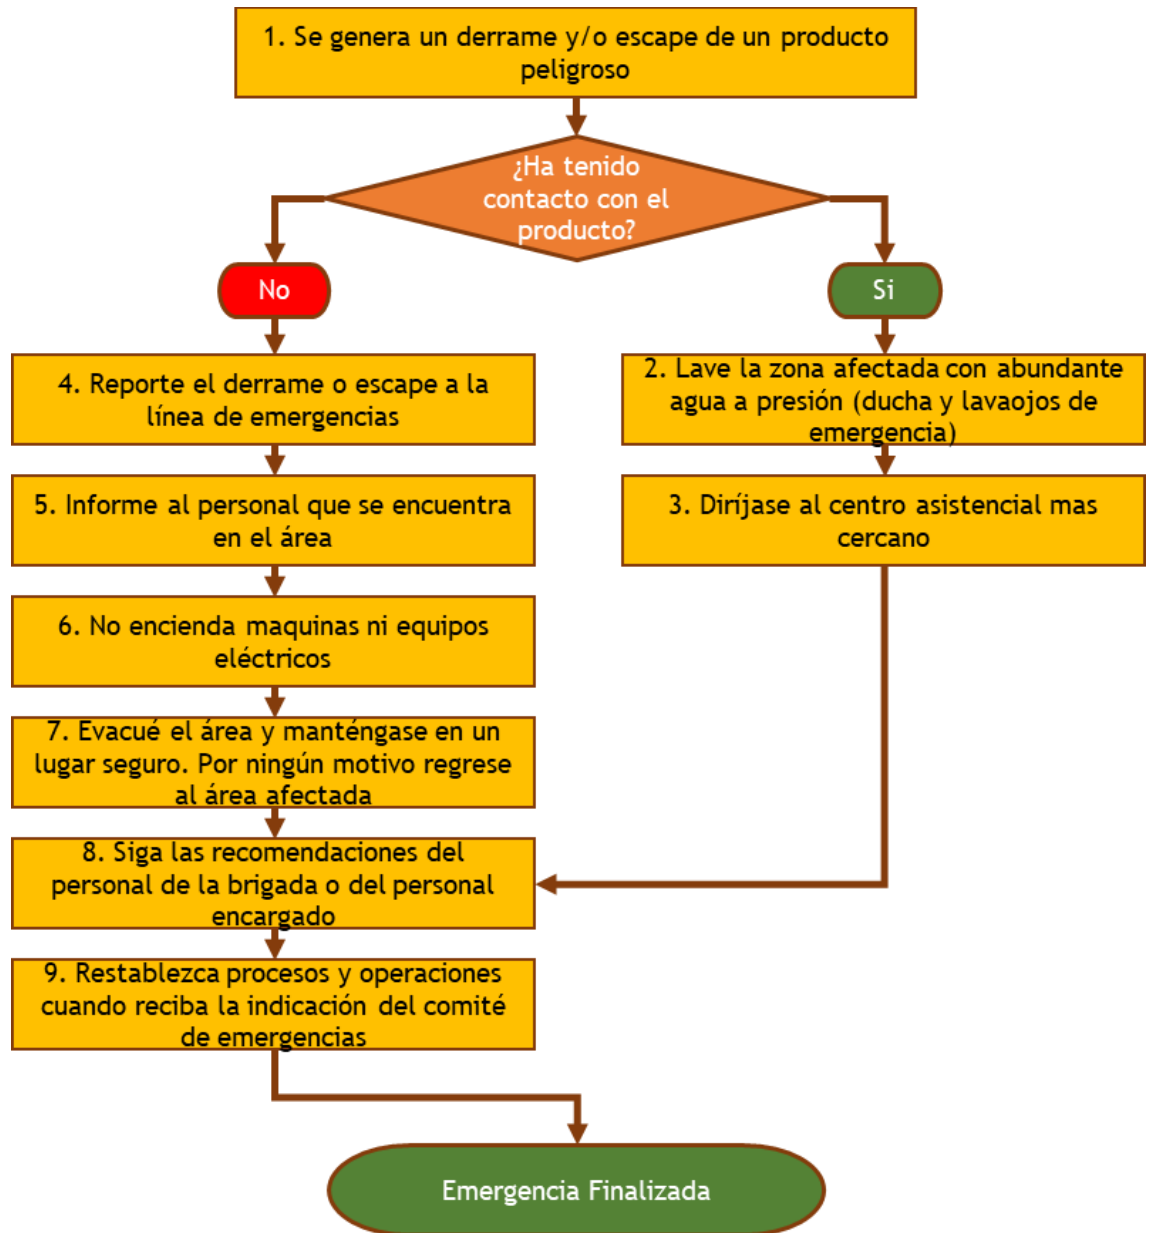 1. Se genera un derrame y/o escape de un producto
peligroso
¿Ha tenido
contacto con el
producto?
No
Si
4. Reporte el derrame o escape a la
línea de emergencias
5. Informe al personal que se encuentra
en el área
6. No encienda maquinas ni equipos
eléctricos
7. Evacué el área y manténgase en un
lugar seguro. Por ningún motivo regrese
al área afectada
8. Siga las recomendaciones del
personal de la brigada o del personal
encargado
9. Restablezca procesos y operaciones
cuando reciba la indicación del comité
de emergencias
2. Lave la zona afectada con abundante
agua a presión (ducha y lavaojos de
emergencia)
3. Diríjase al centro asistencial mas
cercano
Emergencia Finalizada